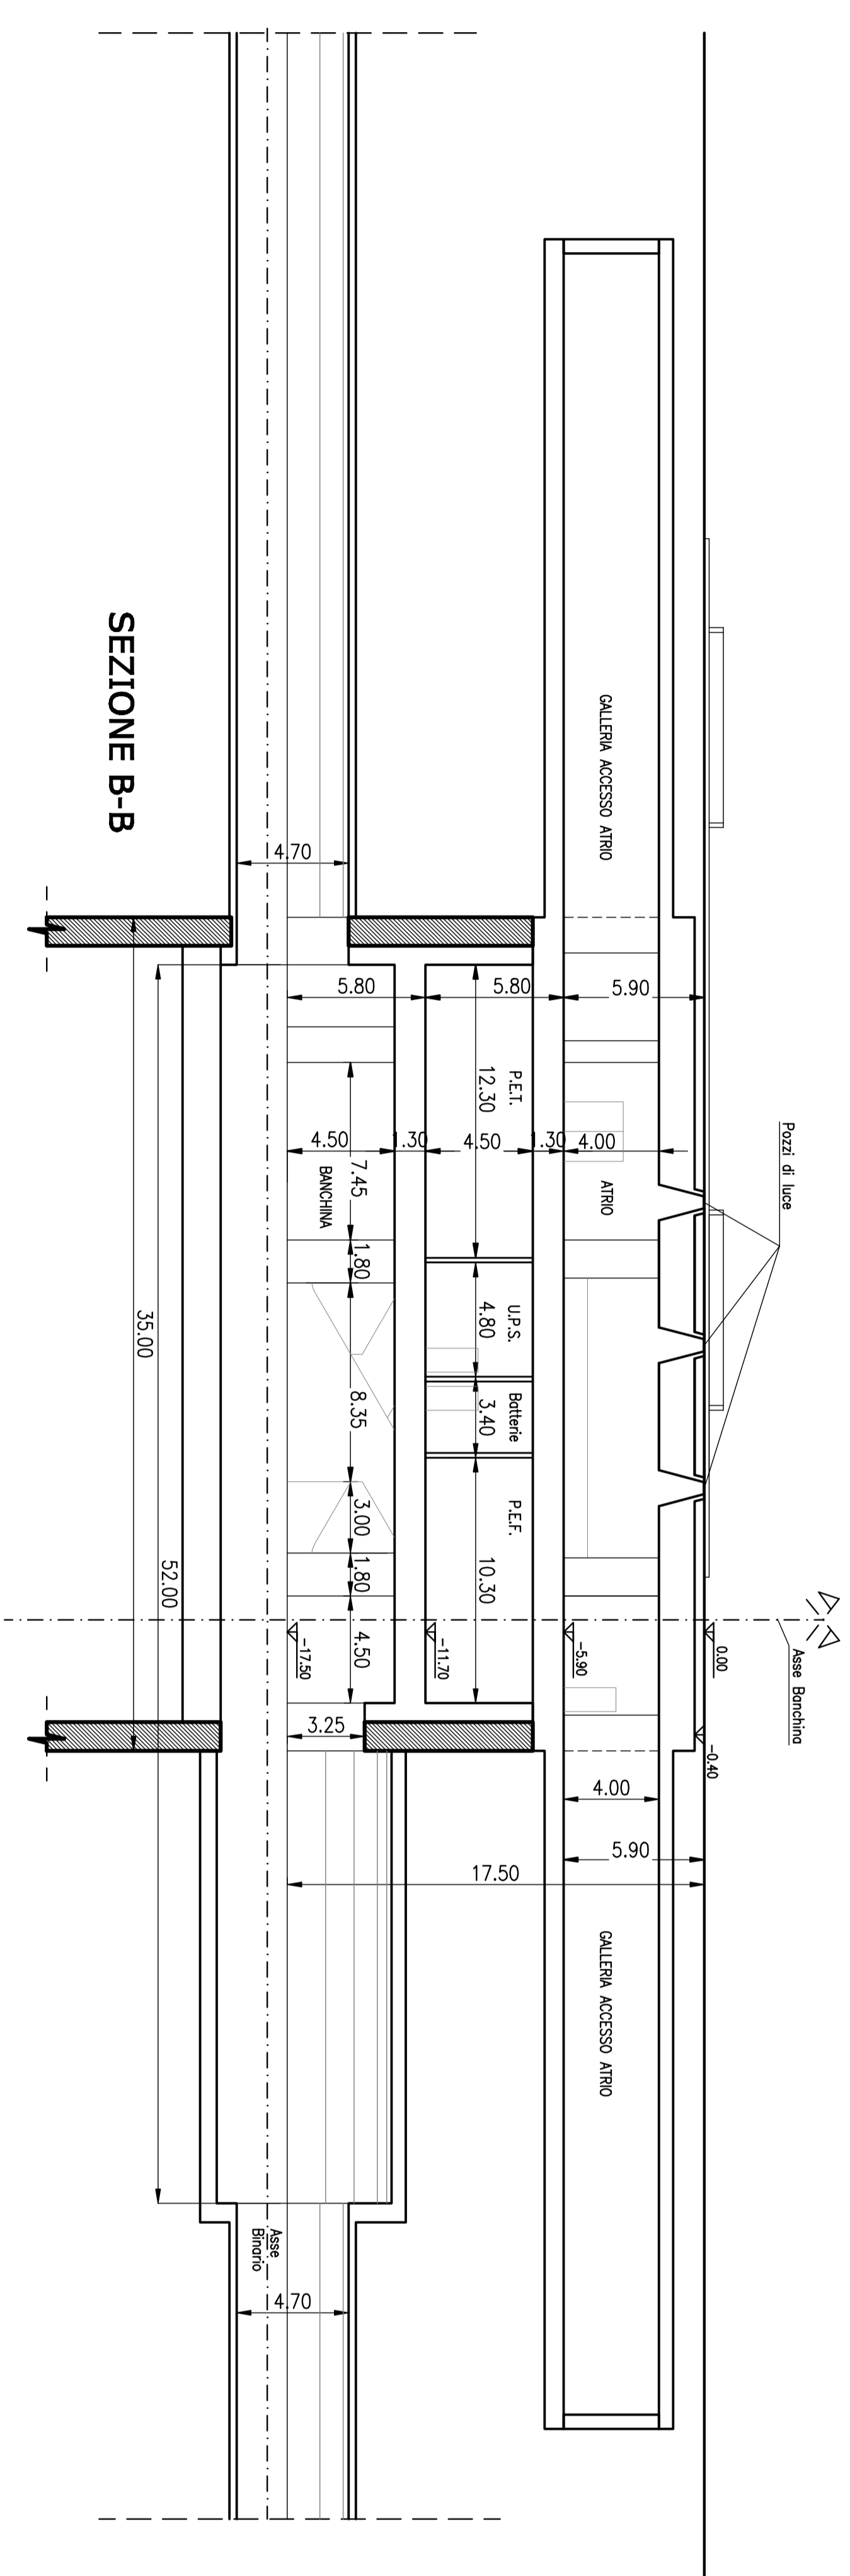 Pozzi di luce
Asse Banchina
0.00
-0.40
GALLERIA ACCESSO ATRIO
5.90
4.00
ATRIO
-5.90
4.00
5.90
17.50
GALLERIA ACCESSO ATRIO
P.E.T.
U.P.S.
Batterie
P.E.F.
5.80
12.30
4.80
3.40
10.30
1.30
4.50
1.30
-11.70
5.80
4.50
7.45
1.80
8.35
3.00
1.80
4.50
BANCHINA
3.25
-17.50
4.70
4.70
Asse
Binario
52.00
35.00
SEZIONE B-B